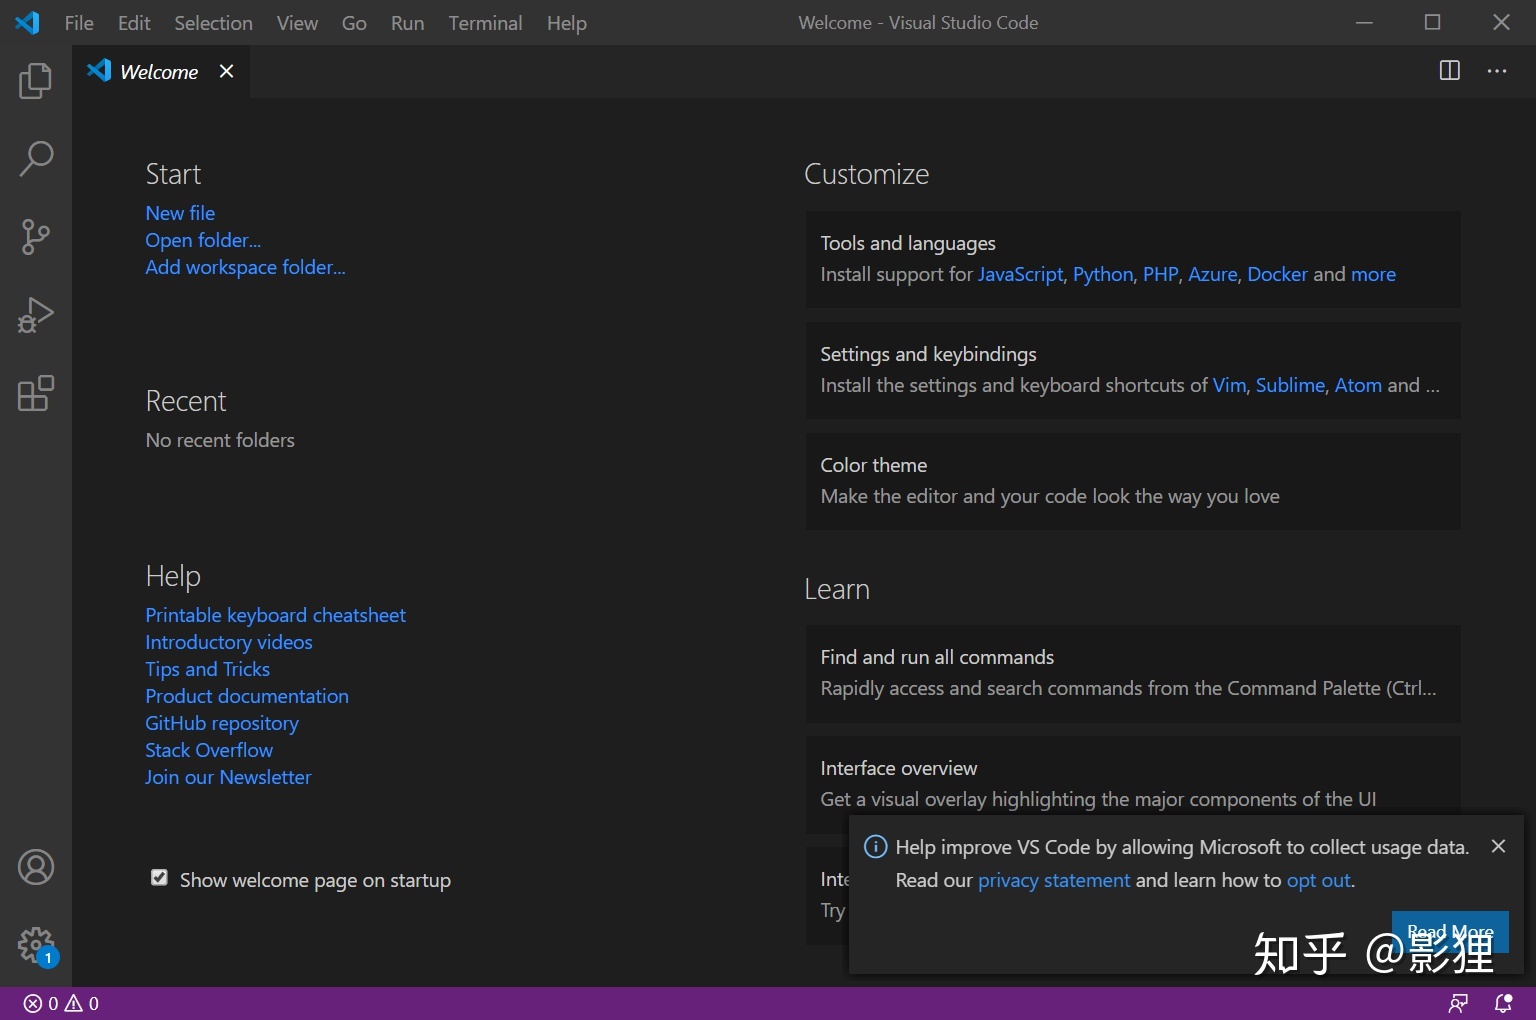 File Edit Selection View Go Run Terminal Help Welcome - Visual Studio Code
Welcome
Start
New file
Open folder...
Add workspace folder...
Recent
No recent folders
Help
Printable keyboard cheatsheet
Introductory videos
Tips and Tricks
Product documentation
GitHub repository
Stack Overflow
Join our Newsletter
Show welcome page on startup
Customize
Tools and languages
Install support for JavaScript, Python, PHP, Azure, Docker and more
Settings and keybindings
Install the settings and keyboard shortcuts of Vim, Sublime, Atom and ...
Color theme
Make the editor and your code look the way you love
Learn
Find and run all commands
Rapidly access and search commands from the Command Palette (Ctrl...
Interface overview
Get a visual overlay highlighting the major components of the UI
Inte
Try
Help improve VS Code by allowing Microsoft to collect usage data.
Read our privacy statement and learn how to opt out.
Read More
知乎 @影狸
1
0 0